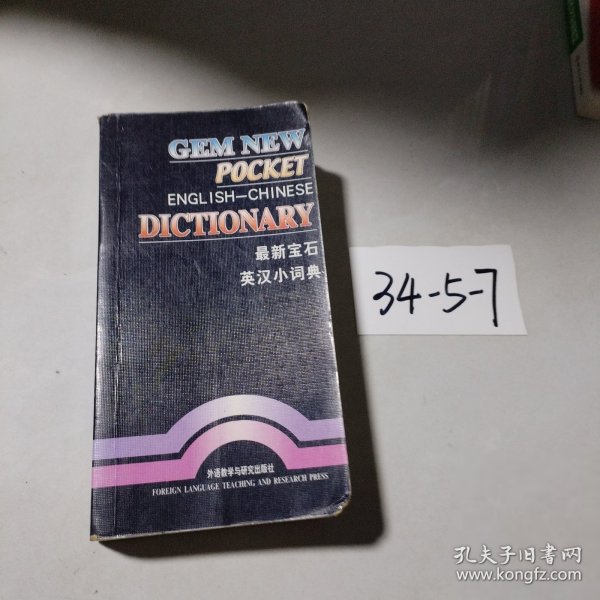 GEM NEW
POCKET
ENGLISH–CHINESE
DICTIONARY
最新宝石
英汉小词典
外语教学与研究出版社
FOREIGN LANGUAGE TEACHING AND RESEARCH PRESS
34-5-7
孔夫子旧书网
www.kongfz.com